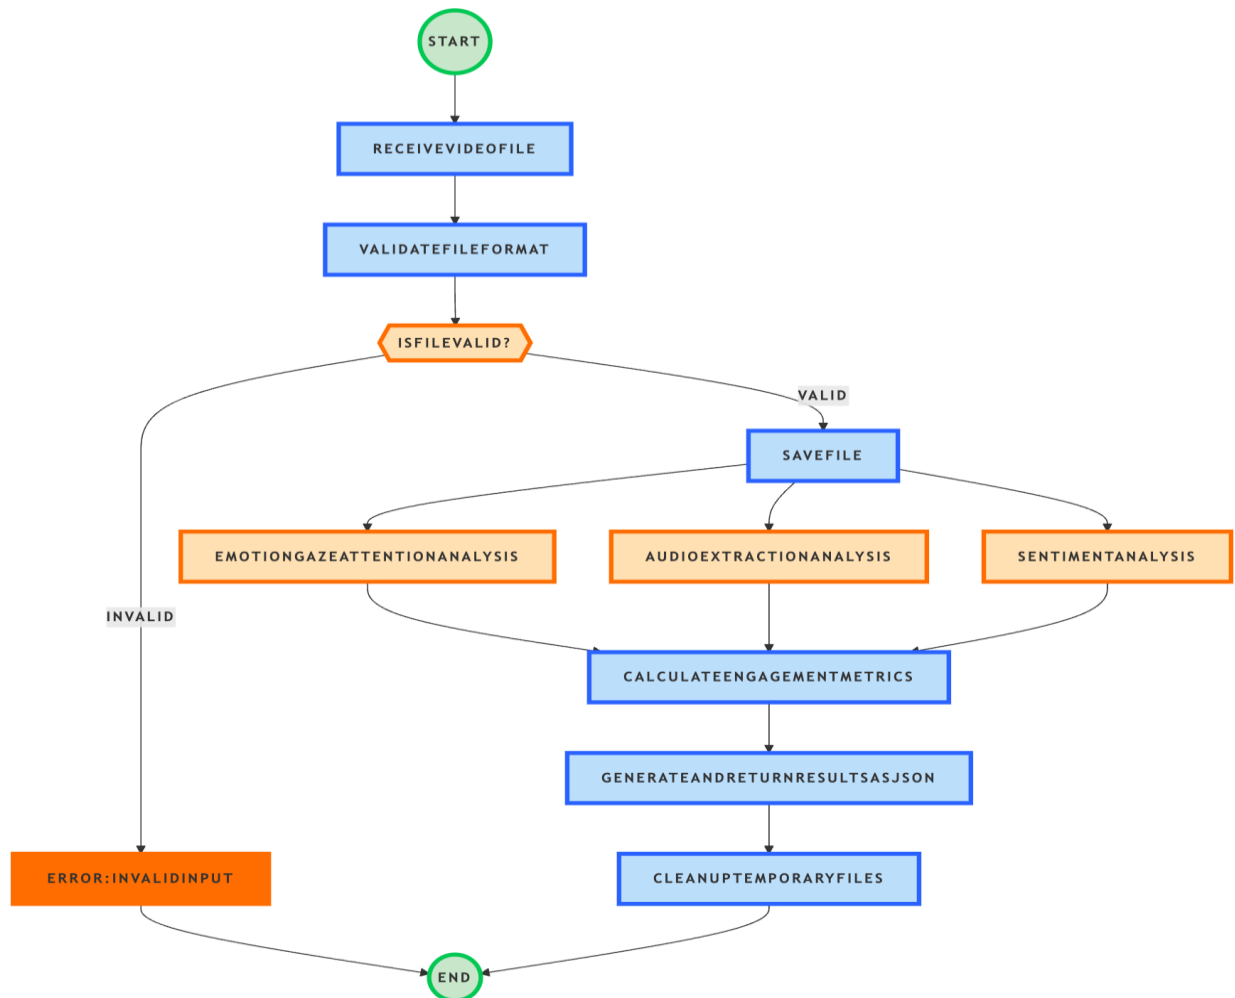 START
RECEIVEVIDEOFILE
VALIDATEFILEFORMAT
ISFILEVALID?
VALID
SAVEFILE
EMOTIONGAZEATTENTIONANALYSIS
AUDIOEXTRACTIONANALYSIS
SENTIMENTANALYSIS
INVALID
CALCULATEENGAGEMENTMETRICS
GENERATEANDRETURNRESULTSASJSON
ERROR:INVALIDINPUT
CLEANUPTEMPORARYFILES
END